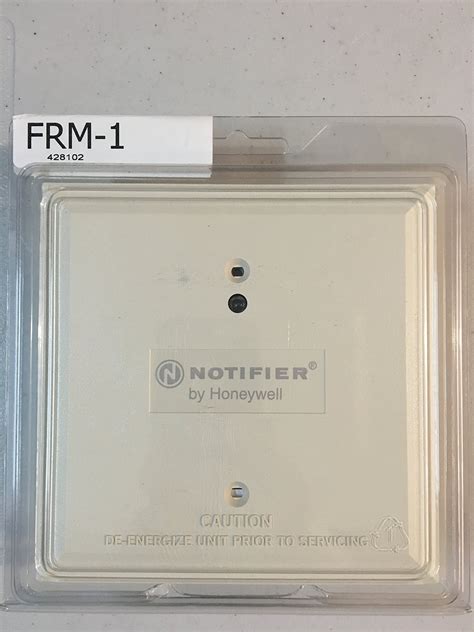 FRM-1
428102
N NOTIFIER®
by Honeywell
CAUTION
DE-ENERGIZE UNIT PRIOR TO SERVICING